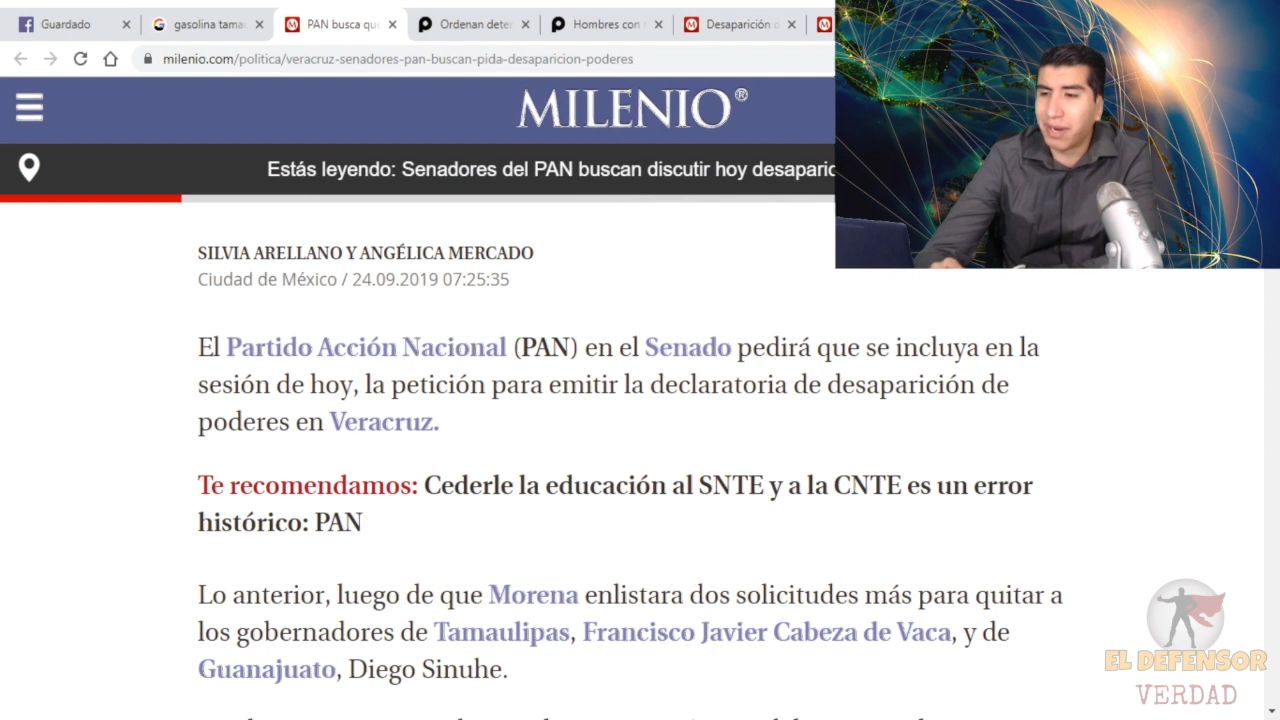 Guardado
gasolina tama
PAN busca que
Ordenan deter
Hombres con r
Desaparición d
milenio.com/politica/veracruz-senadores-pan-buscan-pida-desaparicion-poderes
MILENIO®
Estás leyendo: Senadores del PAN buscan discutir hoy desaparic
SILVIA ARELLANO Y ANGÉLICA MERCADO
Ciudad de México / 24.09.2019 07:25:35
El Partido Acción Nacional (PAN) en el Senado pedirá que se incluya en la
sesión de hoy, la petición para emitir la declaratoria de desaparición de
poderes en Veracruz.
Te recomendamos: Cederle la educación al SNTE y a la CNTE es un error
histórico: PAN
Lo anterior, luego de que Morena enlistara dos solicitudes más para quitar a
los gobernadores de Tamaulipas, Francisco Javier Cabeza de Vaca, y de
Guanajuato, Diego Sinuhe.
EL DEFENSOR
VERDAD